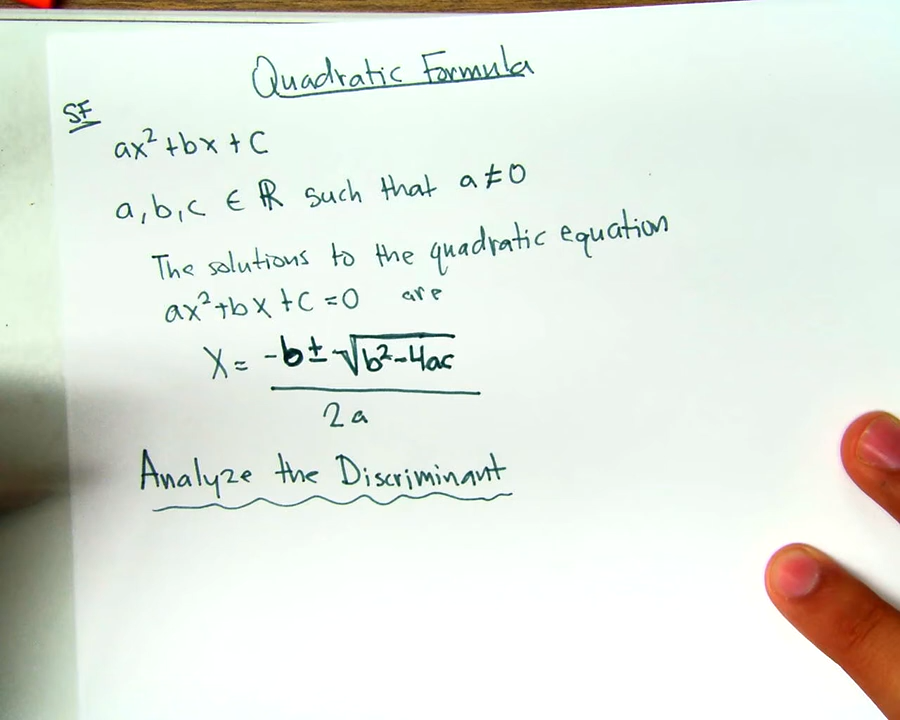 Quadratic Formula
SF
ax²+bx+c
a,b,c ∈ ℝ such that a≠0
The solutions to the quadratic equation
ax²+bx+c=0 are
x= -b±√b²-4ac
2a
Analyze the Discriminant